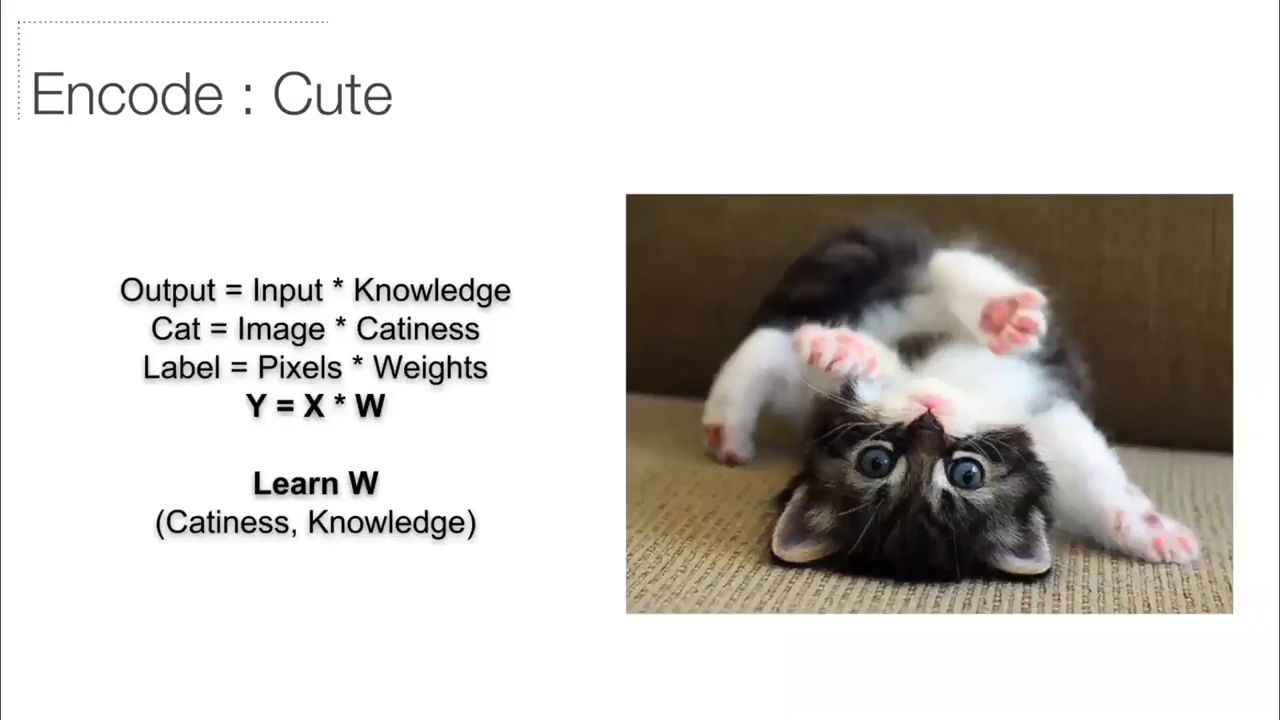 Encode : Cute
Output = Input * Knowledge
Cat = Image * Catiness
Label = Pixels * Weights
Y = X * W
Learn W
(Catiness, Knowledge)